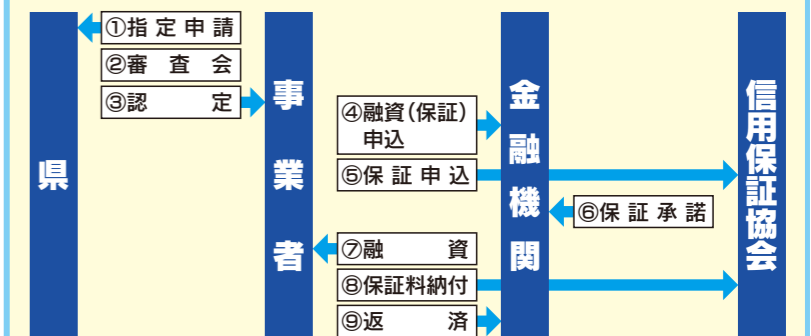 県
①指定申請
②審査会
③認定
事業者
④融資(保証)
申込
⑤保証申込
金融機関
⑥保証承諾
信用保証協会
⑦融資
⑧保証料納付
⑨返済